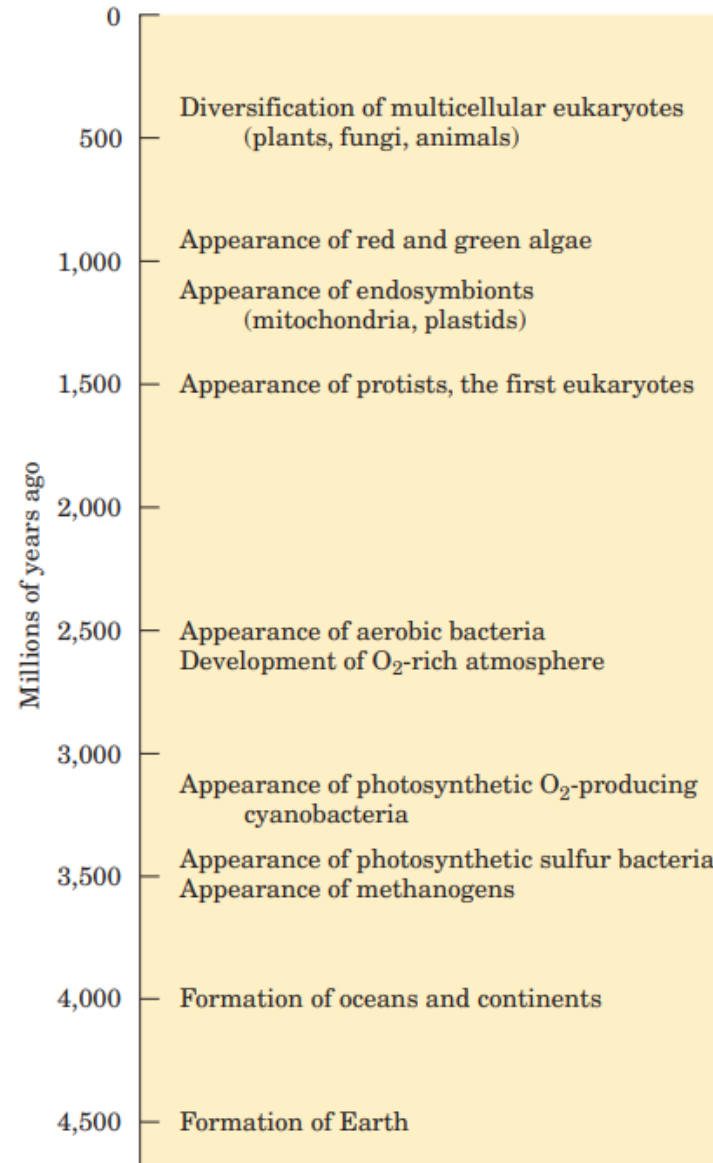 0
Diversification of multicellular eukaryotes
500
(plants, fungi, animals)
Appearance of red and green algae
1,000
Appearance of endosymbionts
(mitochondria, plastids)
1,500
Appearance of protists, the first eukaryotes
Millions of years ago
2,000
2,500
Appearance of aerobic bacteria
Development of O₂-rich atmosphere
3,000
Appearance of photosynthetic O₂-producing
cyanobacteria
Appearance of photosynthetic sulfur bacteria
3,500
Appearance of methanogens
4,000
Formation of oceans and continents
4,500
Formation of Earth